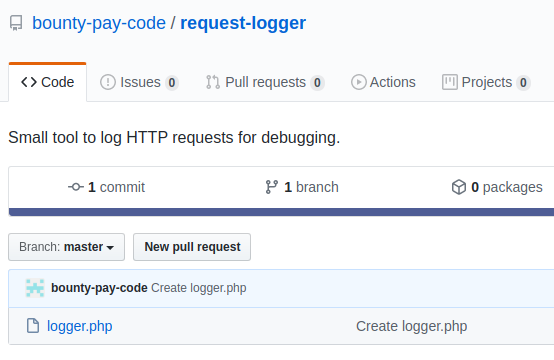 bounty-pay-code / request-logger
Code Issues 0 Pull requests 0 Actions Projects 0
Small tool to log HTTP requests for debugging.
1 commit 1 branch 0 packages
Branch: master New pull request
bounty-pay-code Create logger.php
logger.php Create logger.php